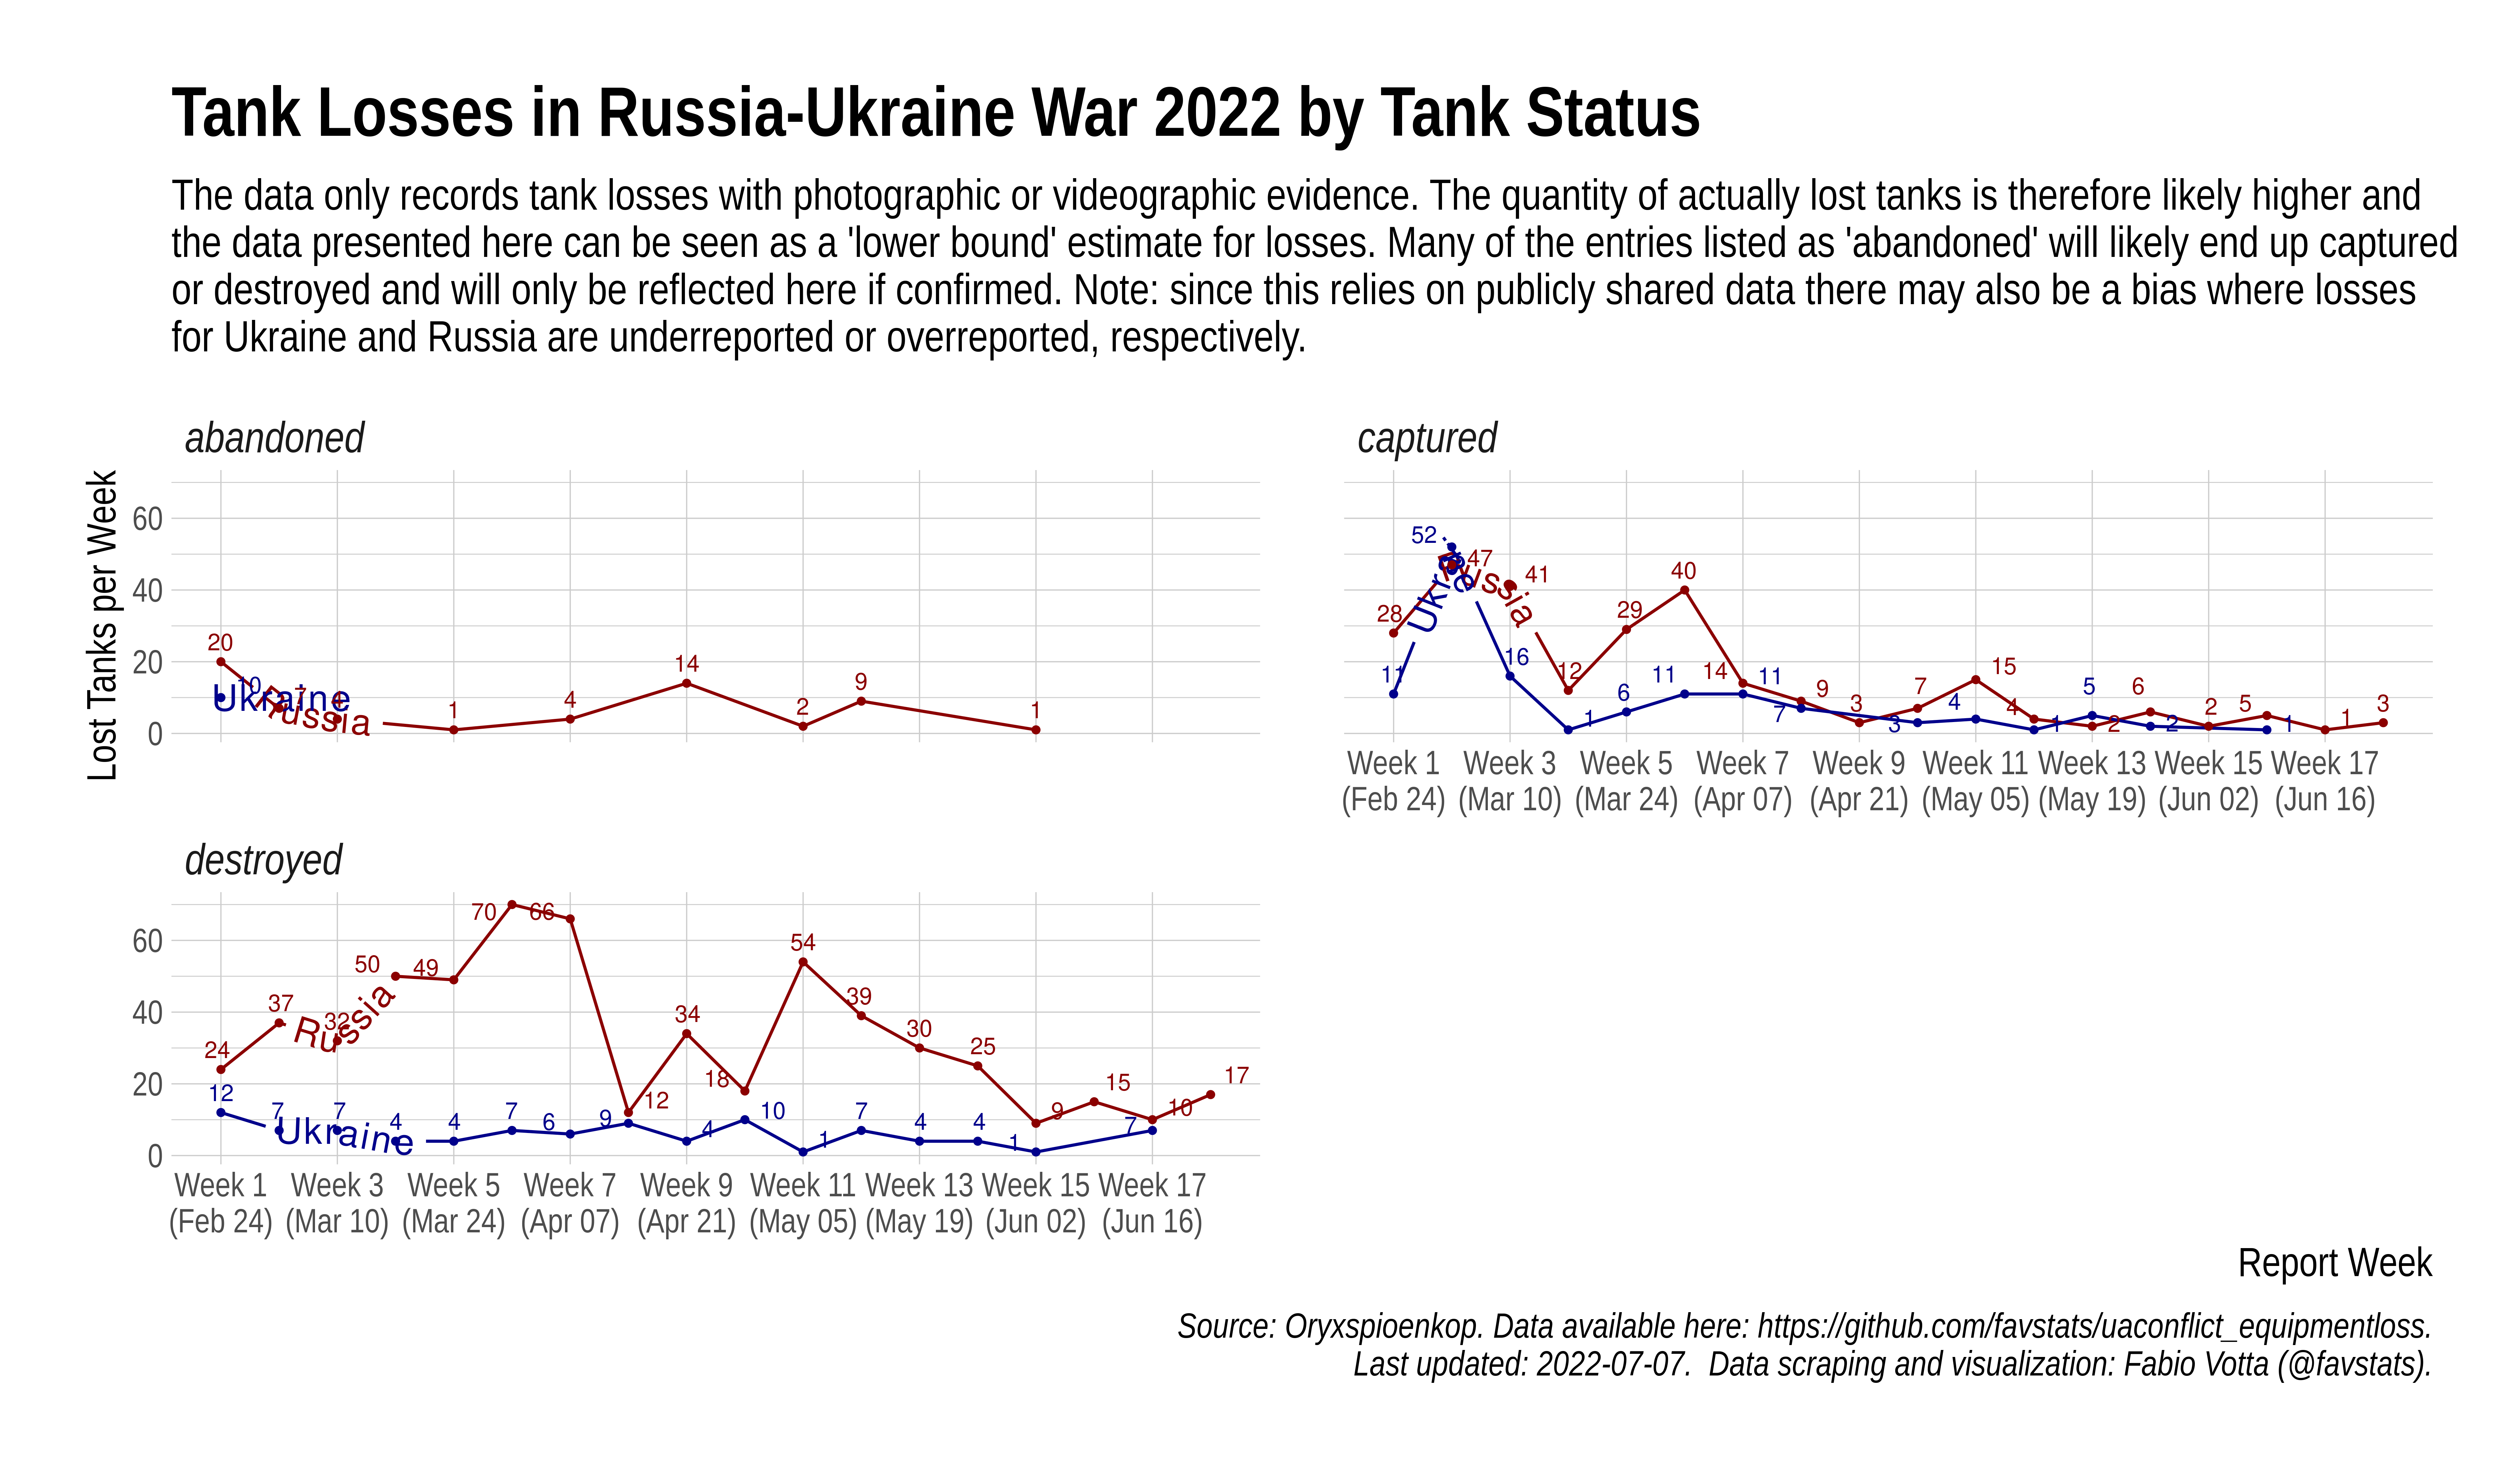 Tank Losses in Russia-Ukraine War 2022 by Tank Status
The data only records tank losses with photographic or videographic evidence. The quantity of actually lost tanks is therefore likely higher and
the data presented here can be seen as a 'lower bound' estimate for losses. Many of the entries listed as 'abandoned' will likely end up captured
or destroyed and will only be reflected here if confirmed. Note: since this relies on publicly shared data there may also be a bias where losses
for Ukraine and Russia are underreported or overreported, respectively.
Lost Tanks per Week
abandoned
60
40
20
0
20 7 4 1 4 14 2 9 1
10
Ukraine
Russia
captured
28 47 41 12 29 40 14 9 3 7 15 4 2 6 2 5 1 3
11 52 16 1 6 11 11 7 3 4 1 5 2 1
Ukraine
Russia
Week 1 Week 3 Week 5 Week 7 Week 9 Week 11 Week 13 Week 15 Week 17
(Feb 24) (Mar 10) (Mar 24) (Apr 07) (Apr 21) (May 05) (May 19) (Jun 02) (Jun 16)
destroyed
60
40
20
0
24 37 32 50 49 70 66 12 34 18 54 39 30 25 9 15 10 17
Russia
12 7 7 4 4 7 6 9 4 10 1 7 4 4 1 7
Ukraine
Week 1 Week 3 Week 5 Week 7 Week 9 Week 11 Week 13 Week 15 Week 17
(Feb 24) (Mar 10) (Mar 24) (Apr 07) (Apr 21) (May 05) (May 19) (Jun 02) (Jun 16)
Report Week
Source: Oryxspioenkop. Data available here: https://github.com/favstats/uaconflict_equipmentloss.
Last updated: 2022-07-07. Data scraping and visualization: Fabio Votta (@favstats).